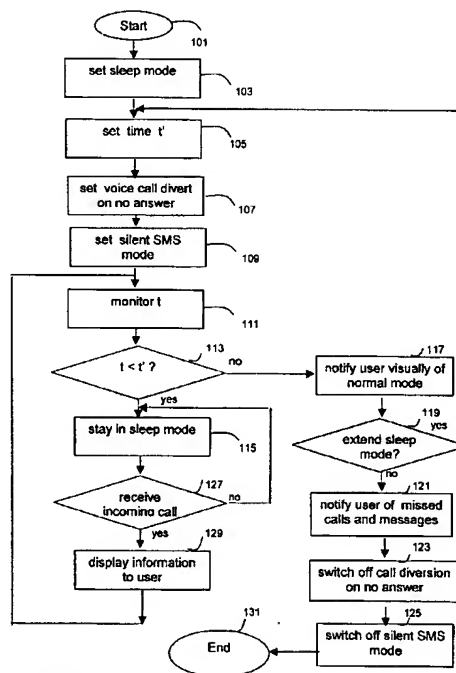 Start
101
set sleep mode
103
set time t'
105
set voice call divert
on no answer
107
set silent SMS
mode
109
monitor t
111
113
t < t' ?
no
yes
117
notify user visually of
normal mode
119
yes
extend sleep
mode?
no
stay in sleep mode
115
127
receive
incoming call
no
yes
121
notify user of missed
calls and messages
129
display information
to user
123
switch off call diversion
on no answer
125
switch off silent SMS
mode
131
End